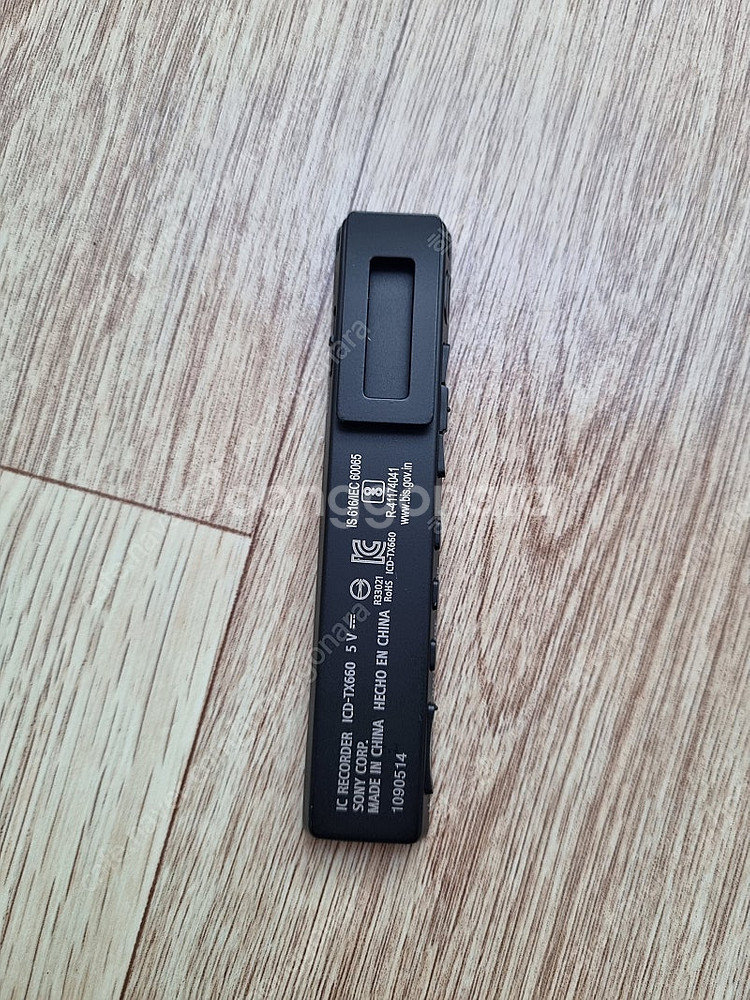 IS 616/IEC 60065
R-41174041
www.bis.gov.in
IC RECORDER ICD-TX660 5 V
SONY CORP.
MADE IN CHINA HECHO EN CHINA
R33021
RoHS ICD-TX660
1090514